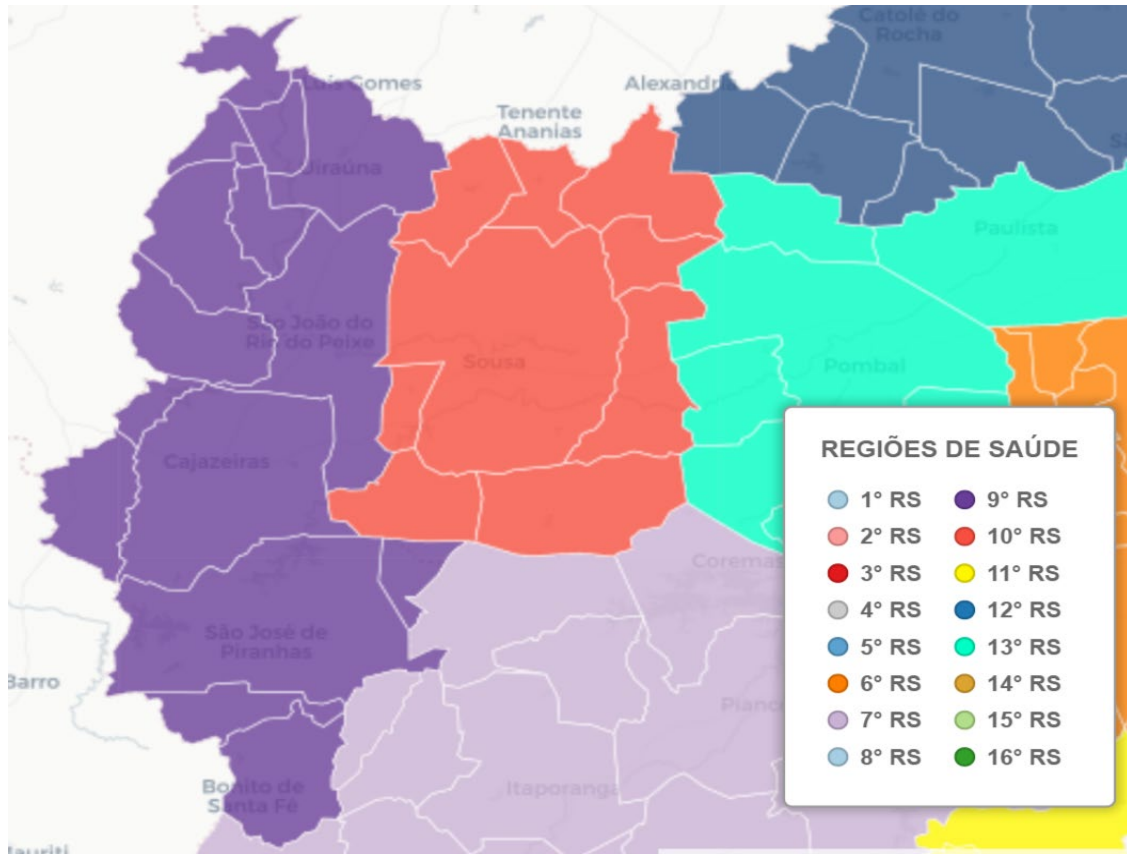 Catolé do
Rocha
Luís Gomes
Alexandria
Tenente
Ananias
Uiraúna
Paulista
São João do
Rio do Peixe
Sousa
Pombal
Cajazeiras
Coremas
São José de
Piranhas
Barro
Piancó
Itaporanga
Bonito de
Santa Fé
Mauriti
REGIÕES DE SAÚDE
1° RS
2° RS
3° RS
4° RS
5° RS
6° RS
7° RS
8° RS
9° RS
10° RS
11° RS
12° RS
13° RS
14° RS
15° RS
16° RS